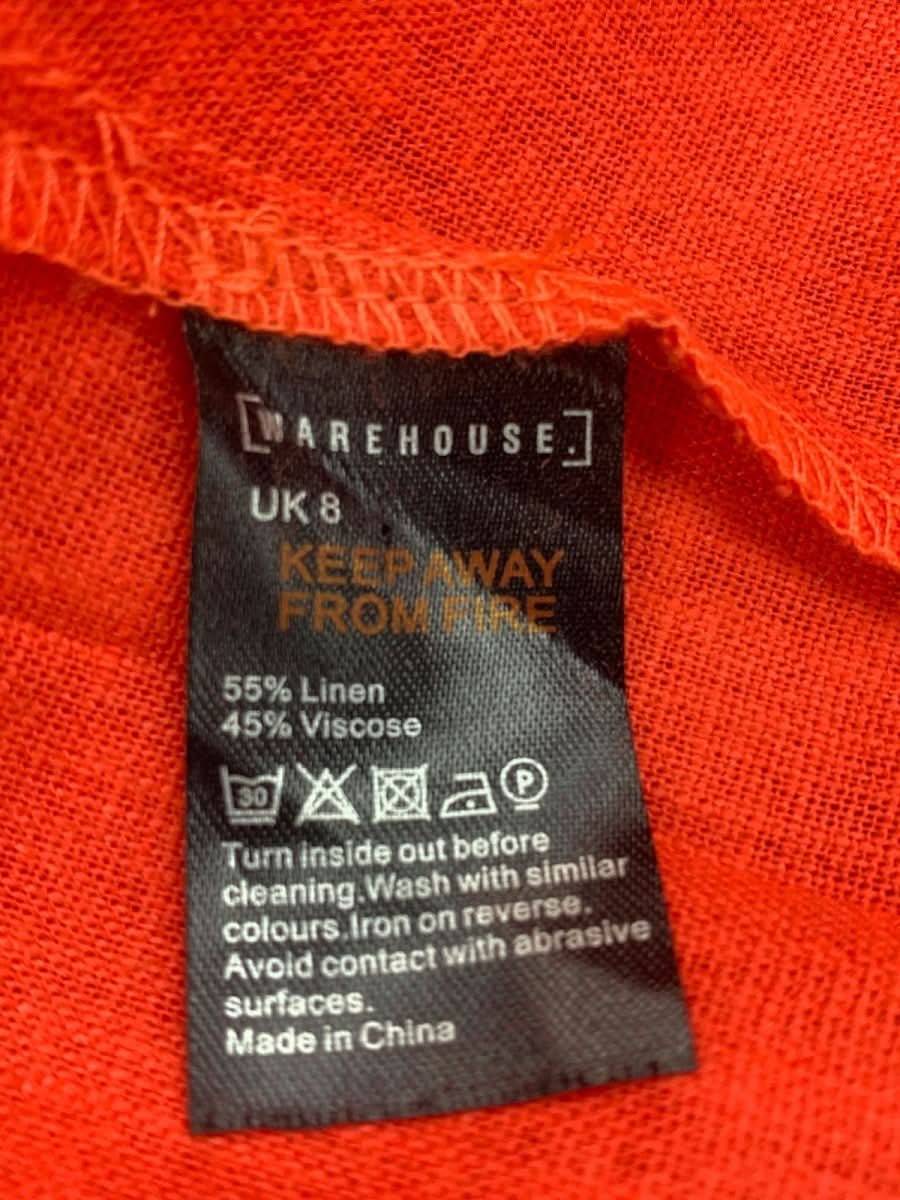 [WAREHOUSE.]
UK 8
KEEP AWAY
FROM FIRE
55% Linen
45% Viscose
30 P
Turn inside out before
cleaning.Wash with similar
colours.Iron on reverse.
Avoid contact with abrasive
surfaces.
Made in China